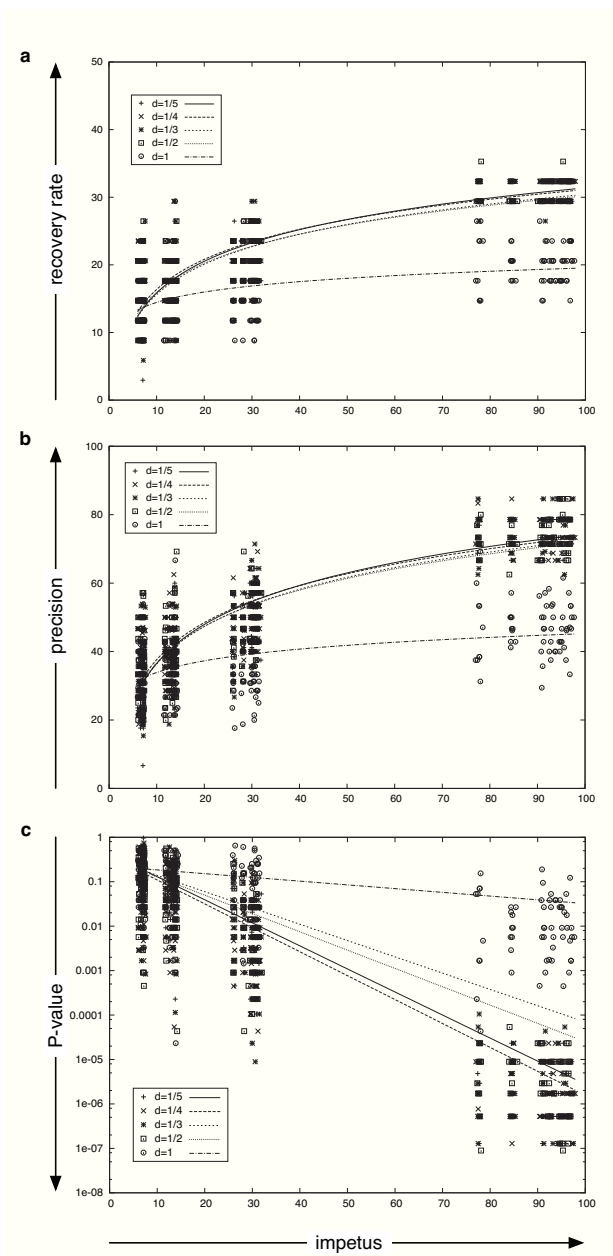 a
recovery rate
50
40
30
20
10
0
d=1/5
d=1/4
d=1/3
d=1/2
d=1
0 10 20 30 40 50 60 70 80 90 100
b
precision
100
80
60
40
20
0
d=1/5
d=1/4
d=1/3
d=1/2
d=1
0 10 20 30 40 50 60 70 80 90 100
c
P-value
1
0.1
0.01
0.001
0.0001
1e-05
1e-06
1e-07
1e-08
d=1/5
d=1/4
d=1/3
d=1/2
d=1
0 10 20 30 40 50 60 70 80 90 100
impetus